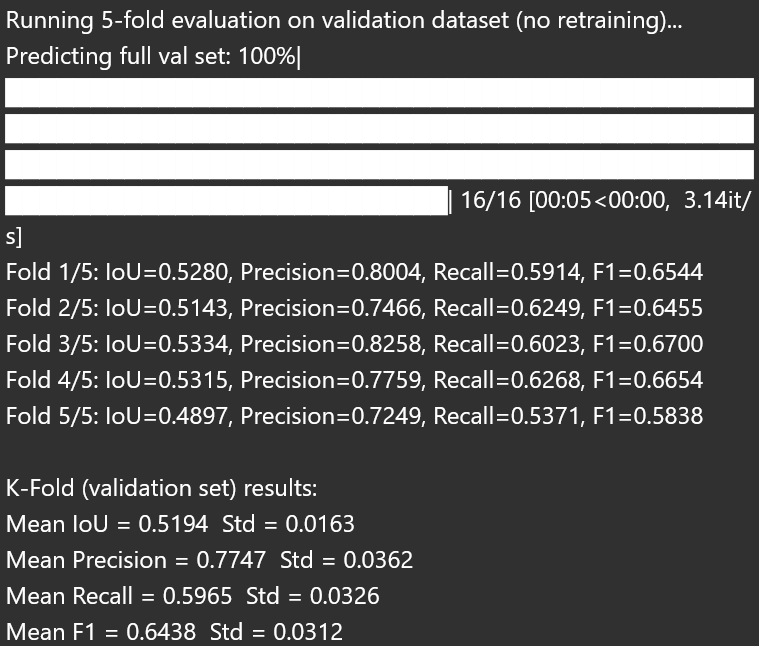 Running 5-fold evaluation on validation dataset (no retraining)...
Predicting full val set: 100%|
| 16/16 [00:05<00:00,  3.14it/
s]
Fold 1/5: IoU=0.5280, Precision=0.8004, Recall=0.5914, F1=0.6544
Fold 2/5: IoU=0.5143, Precision=0.7466, Recall=0.6249, F1=0.6455
Fold 3/5: IoU=0.5334, Precision=0.8258, Recall=0.6023, F1=0.6700
Fold 4/5: IoU=0.5315, Precision=0.7759, Recall=0.6268, F1=0.6654
Fold 5/5: IoU=0.4897, Precision=0.7249, Recall=0.5371, F1=0.5838
K-Fold (validation set) results:
Mean IoU = 0.5194  Std = 0.0163
Mean Precision = 0.7747  Std = 0.0362
Mean Recall = 0.5965  Std = 0.0326
Mean F1 = 0.6438  Std = 0.0312